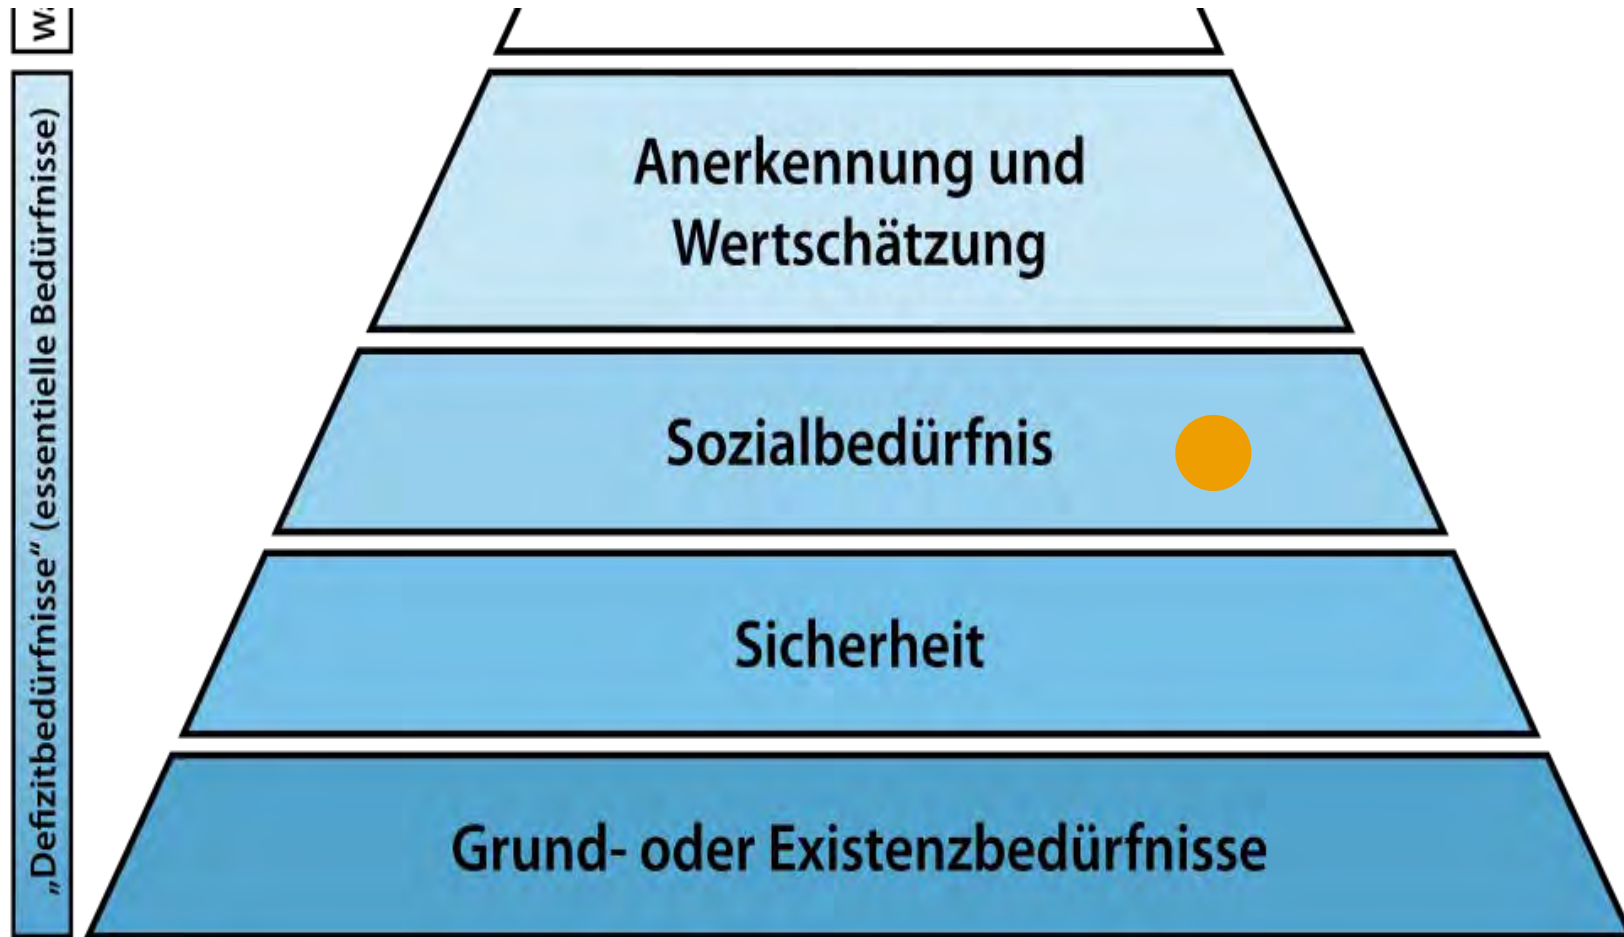 Anerkennung und
Wertschätzung
Sozialbedürfnis
Sicherheit
Grund- oder Existenzbedürfnisse
„Defizitbedürfnisse“ (essentielle Bedürfnisse)